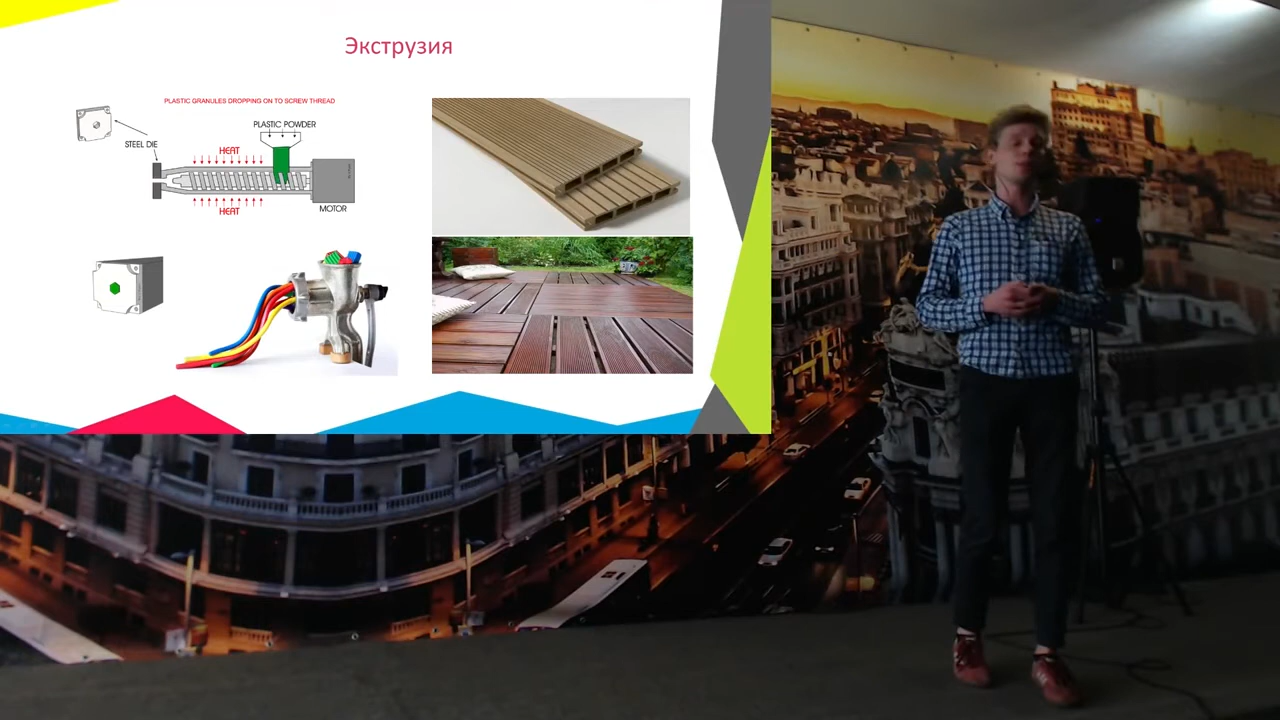 Экструзия
PLASTIC GRANULES DROPPING ON TO SCREW THREAD
PLASTIC POWDER
STEEL DIE
HEAT
HEAT
MOTOR